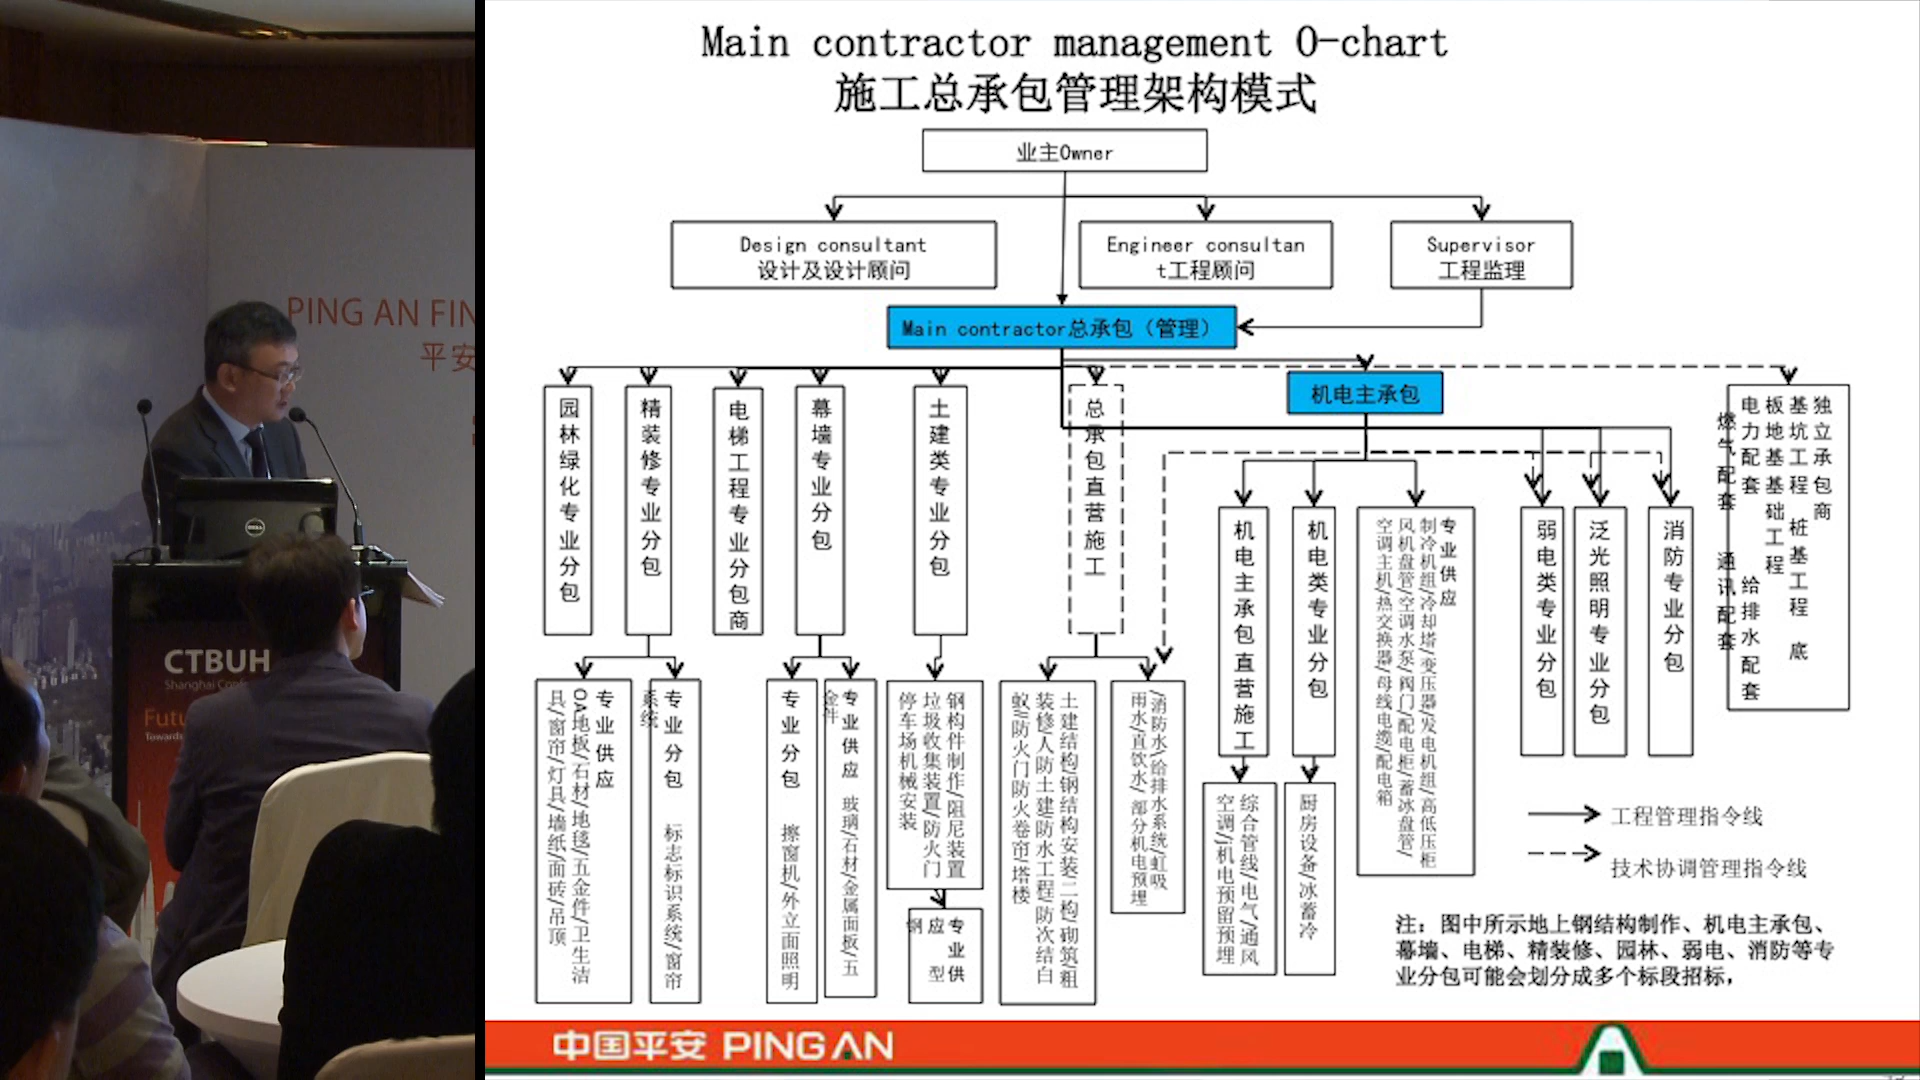 Main contractor management O-chart
施工总承包管理架构模式
业主Owner
Design consultant
设计及设计顾问
Engineer consultan
t工程顾问
Supervisor
工程监理
Main contractor总承包（管理）
机电主承包
园林绿化专业分包
精装修专业分包
电梯工程专业分包商
幕墙专业分包
土建类专业分包
总承包直营施工
独立承包商
基坑工程 桩基工程 底
板地基基础工程
电力配套 给排水配套
燃气配套 通讯配套
机电主承包直营施工
机电类专业分包
专业供应
制冷机组/冷却塔/变压器/发电机组/高低压柜
风机盘管/空调水泵/阀门/配电柜/蓄冰盘管/
空调主机/热交换器/母线电缆/配电箱
弱电类专业分包
泛光照明专业分包
消防专业分包
专业供应
OA地板/石材/地毯/五金件/卫生洁
具/窗帘/灯具/墙纸/面砖/吊顶
专业分包 标志标识系统/窗帘
系统
专业分包 擦窗机/外立面照明
专业供应 玻璃/石材/金属面板/五
金件
钢构件制作/阻尼装置
垃圾收集装置/防火门
停车场机械安装
专业供
应 型
钢
土建结构/钢结构安装/二构/砌筑/粗
装修/人防土建/防水工程/防次结白
蚁//防火门防火卷帘/塔楼
/消防水/给排水系统/虹吸
雨水/直饮水/ 部分机电预埋
综合管线/电气/通风
空调/机电预留预埋
厨房设备/冰蓄冷
工程管理指令线
技术协调管理指令线
注：图中所示地上钢结构制作、机电主承包、
幕墙、电梯、精装修、园林、弱电、消防等专
业分包可能会划分成多个标段招标，
中国平安 PING AN
PING AN FIN
平安
CTBUH
Shanghai Conf
Futu
Towards
DELL